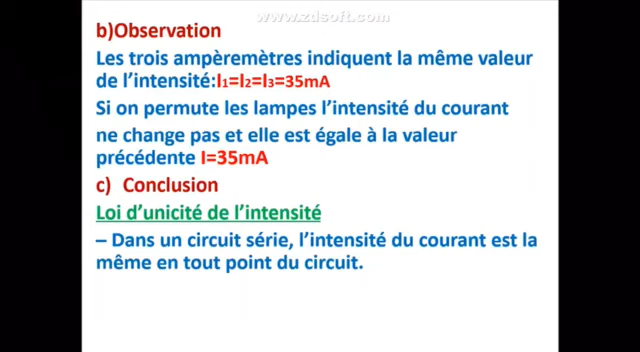 www.zdsoft.com
b)Observation
Les trois ampèremètres indiquent la même valeur
de l'intensité:I₁=I₂=I₃=35mA
Si on permute les lampes l'intensité du courant
ne change pas et elle est égale à la valeur
précédente I=35mA
c) Conclusion
Loi d'unicité de l'intensité
– Dans un circuit série, l'intensité du courant est la
même en tout point du circuit.